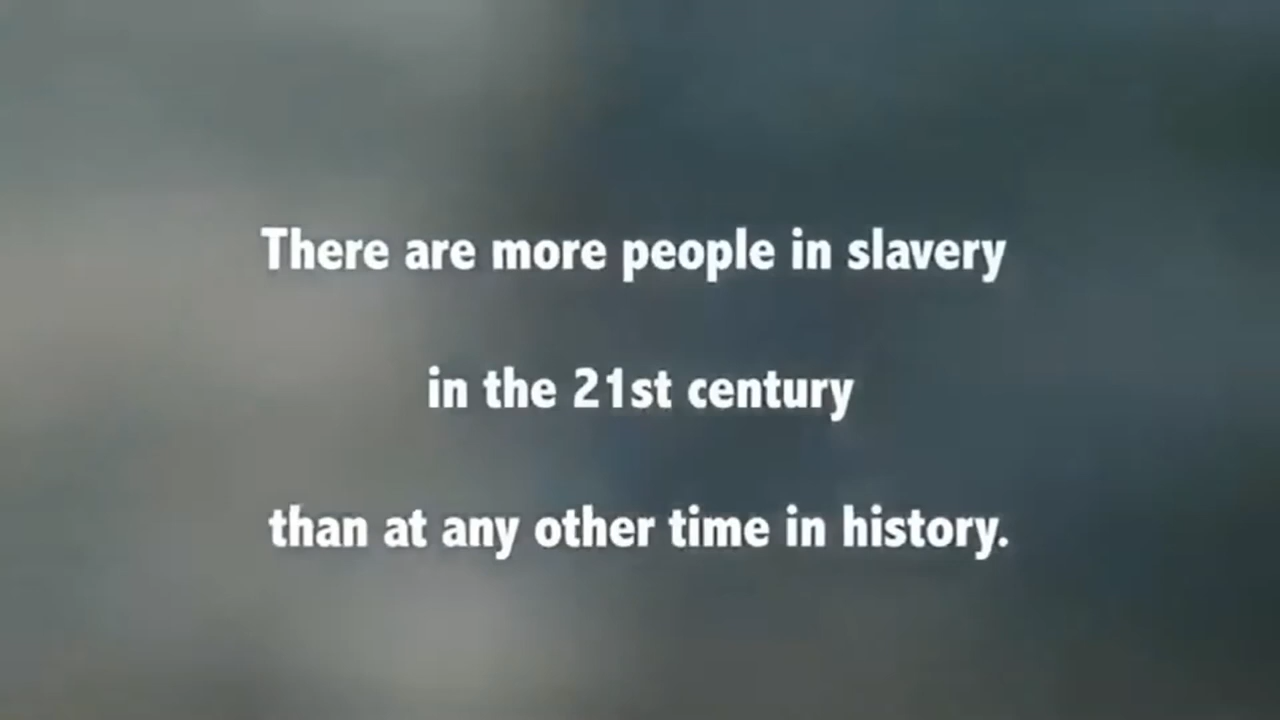 There are more people in slavery
in the 21st century
than at any other time in history.